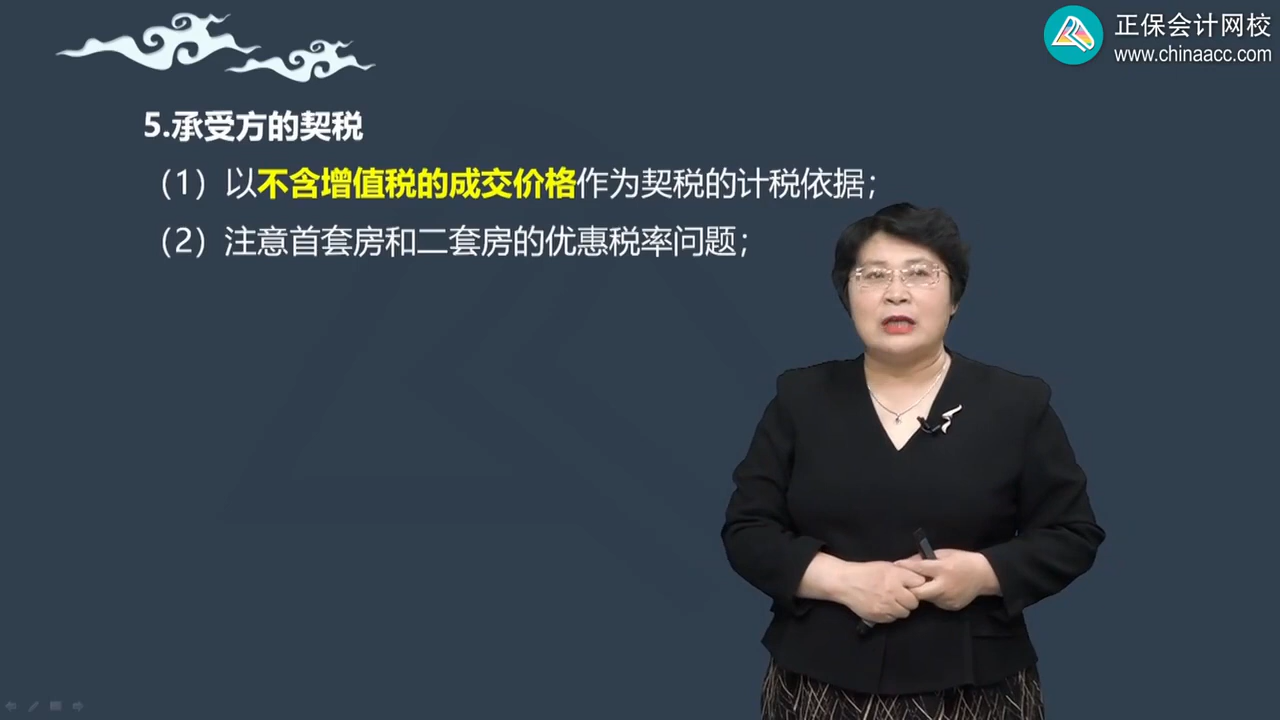 正保会计网校
www.chinaacc.com
5.承受方的契税
（1）以不含增值税的成交价格作为契税的计税依据；
（2）注意首套房和二套房的优惠税率问题；